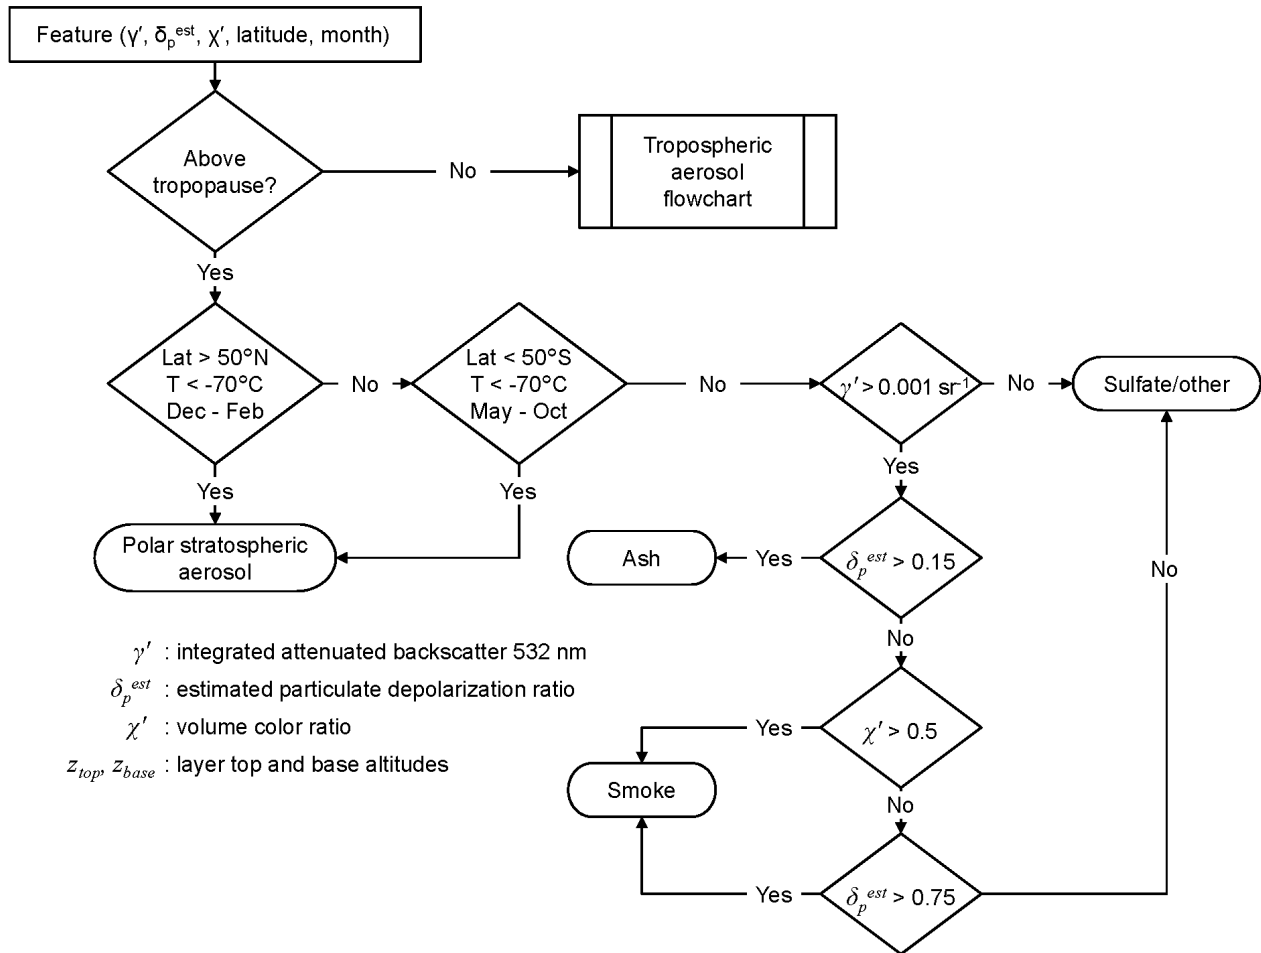 Feature (γ′, δₚᵉˢᵗ, χ′, latitude, month)
Above
tropopause?
No
Tropospheric
aerosol
flowchart
Yes
Lat > 50°N
T < -70°C
Dec - Feb
No
Lat < 50°S
T < -70°C
May - Oct
No
γ′ > 0.001 sr⁻¹
No
Sulfate/other
Yes
Yes
Yes
Polar stratospheric
aerosol
Ash
Yes
δₚᵉˢᵗ > 0.15
No
No
γ′ : integrated attenuated backscatter 532 nm
δₚᵉˢᵗ : estimated particulate depolarization ratio
χ′ : volume color ratio
z_top, z_base : layer top and base altitudes
Yes
χ′ > 0.5
Smoke
No
Yes
δₚᵉˢᵗ > 0.75